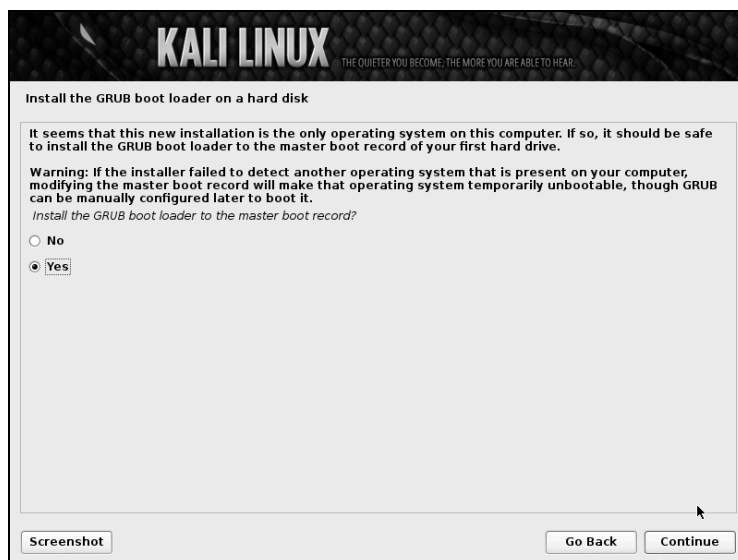 KALI LINUX
THE QUIETER YOU BECOME, THE MORE YOU ARE ABLE TO HEAR.
Install the GRUB boot loader on a hard disk
It seems that this new installation is the only operating system on this computer. If so, it should be safe
to install the GRUB boot loader to the master boot record of your first hard drive.
Warning: If the installer failed to detect another operating system that is present on your computer,
modifying the master boot record will make that operating system temporarily unbootable, though GRUB
can be manually configured later to boot it.
Install the GRUB boot loader to the master boot record?
No
Yes
Screenshot
Go Back
Continue